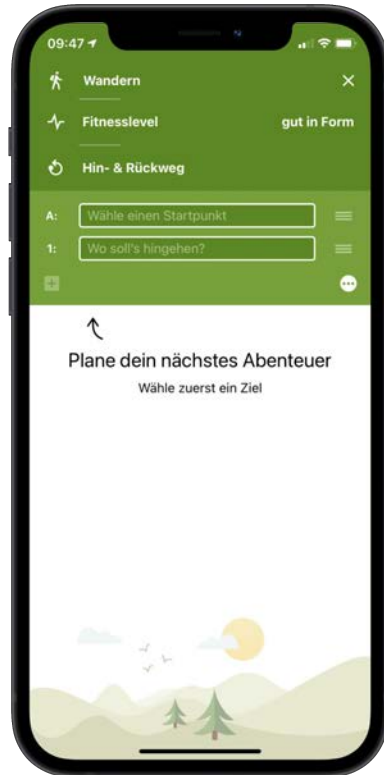 09:47
Wandern
Fitnesslevel gut in Form
Hin- & Rückweg
A: Wähle einen Startpunkt
1: Wo soll's hingehen?
Plane dein nächstes Abenteuer
Wähle zuerst ein Ziel